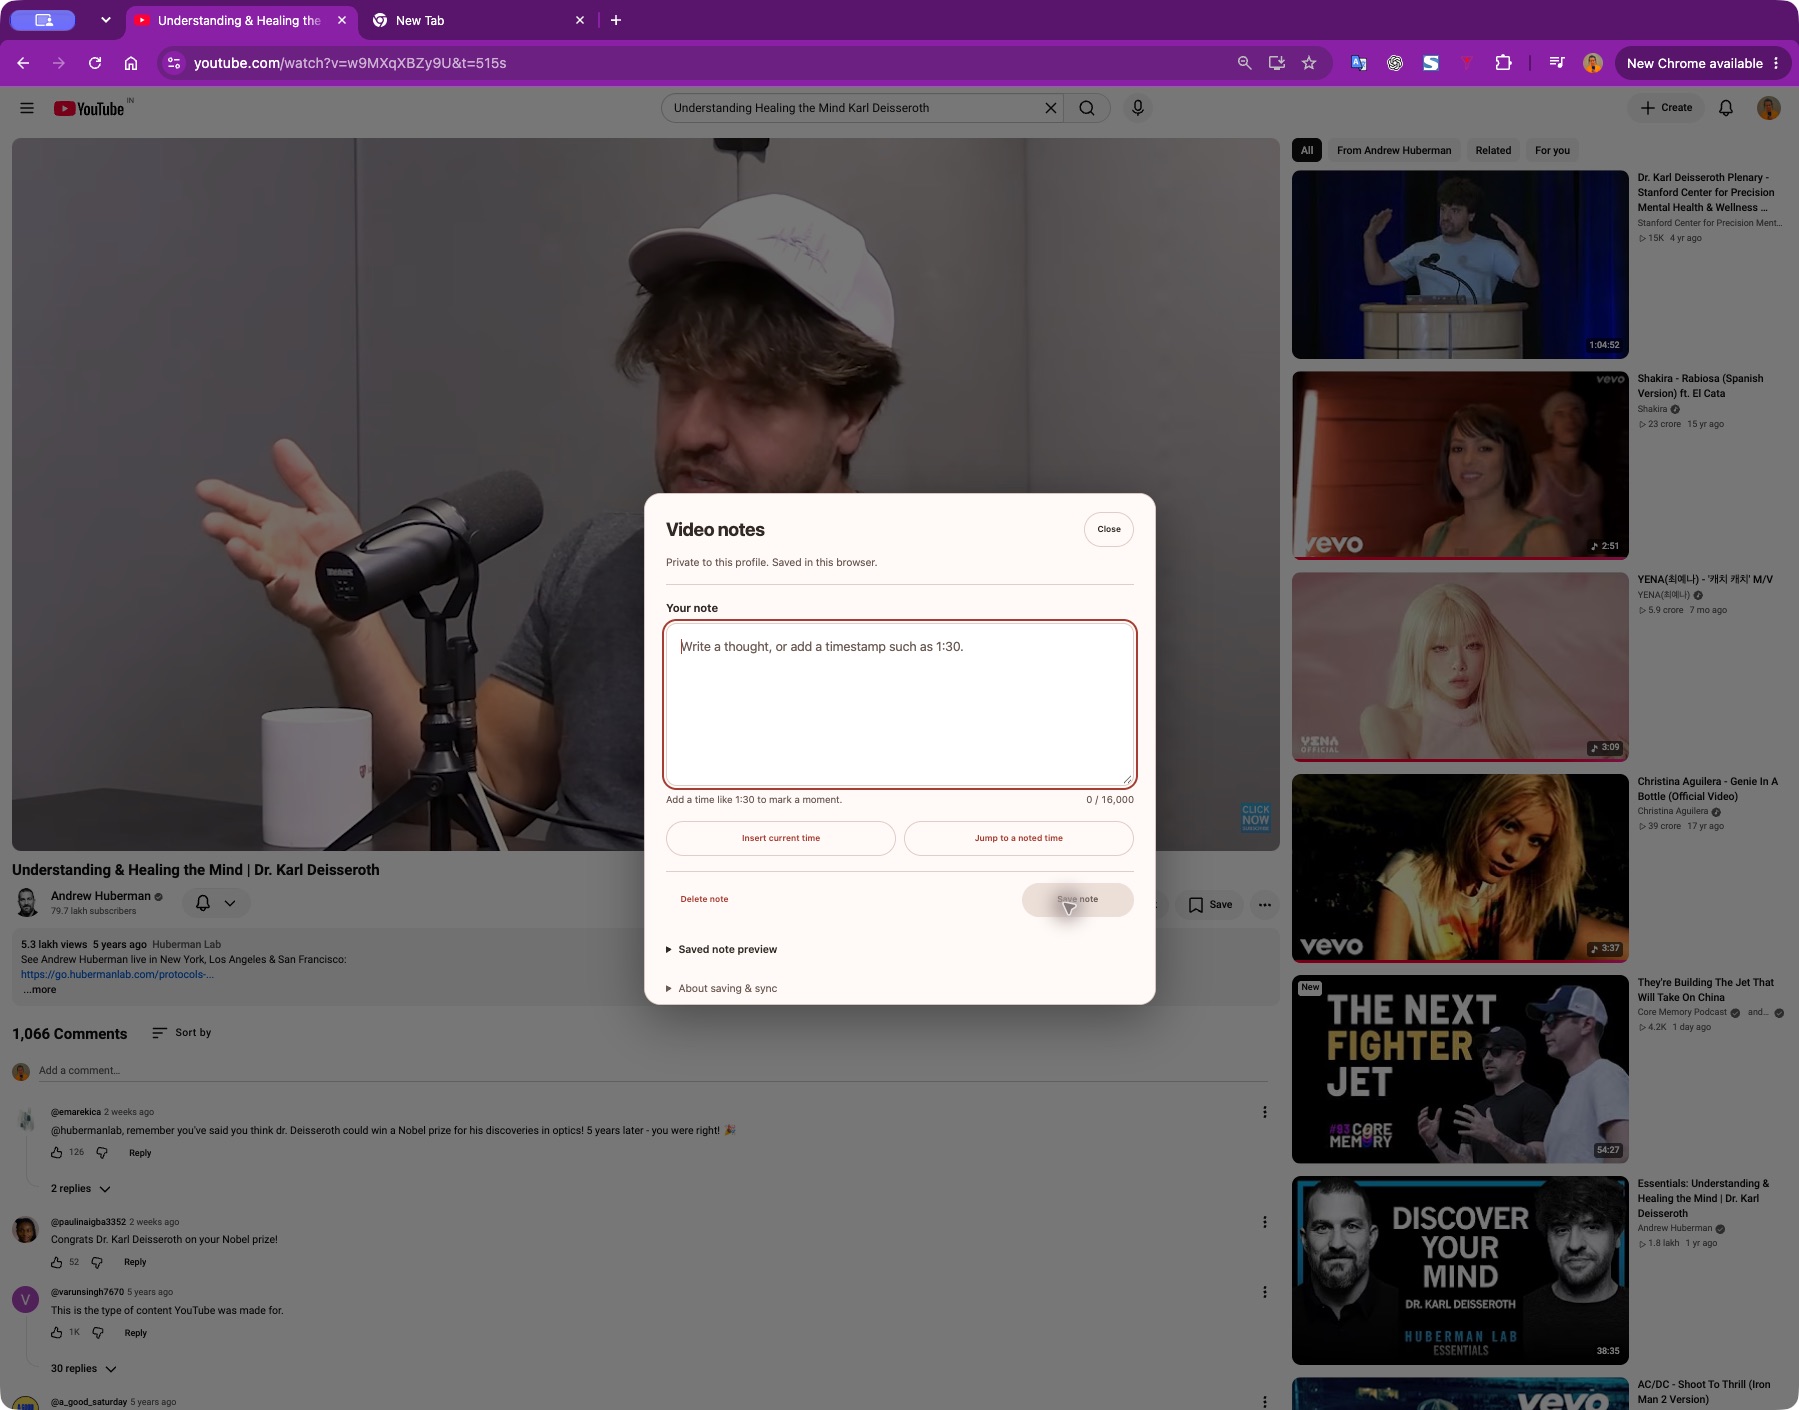 Understanding & Healing the
New Tab
youtube.com/watch?v=w9MXqXBZy9U&t=515s
New Chrome available
YouTube IN
Understanding Healing the Mind Karl Deisseroth
Create
All
From Andrew Huberman
Related
For you
Dr. Karl Deisseroth Plenary -
Stanford Center for Precision
Mental Health & Wellness ...
Stanford Center for Precision Ment...
15K 4 yr ago
1:04:52
vevo
Shakira - Rabiosa (Spanish
Version) ft. El Cata
Shakira
23 crore 15 yr ago
vevo
2:51
YENA(최예나) - '캐치 캐치' M/V
YENA(최예나)
5.9 crore 7 mo ago
YENA
OFFICIAL
3:09
Christina Aguilera - Genie In A
Bottle (Official Video)
Christina Aguilera
39 crore 17 yr ago
vevo
3:37
New
THE NEXT
FIGHTER
JET
#93 CORE
MEMORY
54:27
They're Building The Jet That
Will Take On China
Core Memory Podcast and...
4.2K 1 day ago
DISCOVER
YOUR
MIND
DR. KARL DEISSEROTH
HUBERMAN LAB
ESSENTIALS
38:35
Essentials: Understanding &
Healing the Mind | Dr. Karl
Deisseroth
Andrew Huberman
1.8 lakh 1 yr ago
vevo
AC/DC - Shoot To Thrill (Iron
Man 2 Version)
CLICK
NOW
SUBSCRIBE
Video notes
Close
Private to this profile. Saved in this browser.
Your note
Write a thought, or add a timestamp such as 1:30.
Add a time like 1:30 to mark a moment.
0 / 16,000
Insert current time
Jump to a noted time
Delete note
Save note
Saved note preview
About saving & sync
Understanding & Healing the Mind | Dr. Karl Deisseroth
Andrew Huberman
79.7 lakh subscribers
Save
5.3 lakh views 5 years ago Huberman Lab
See Andrew Huberman live in New York, Los Angeles & San Francisco:
https://go.hubermanlab.com/protocols-...
...more
1,066 Comments
Sort by
Add a comment...
@emarekica 2 weeks ago
@hubermanlab, remember you've said you think dr. Deisseroth could win a Nobel prize for his discoveries in optics! 5 years later - you were right! 🎉
126
Reply
2 replies
@paulinaigba3352 2 weeks ago
Congrats Dr. Karl Deisseroth on your Nobel prize!
52
Reply
V
@varunsingh7670 5 years ago
This is the type of content YouTube was made for.
1K
Reply
30 replies
@a_good_saturday 5 years ago